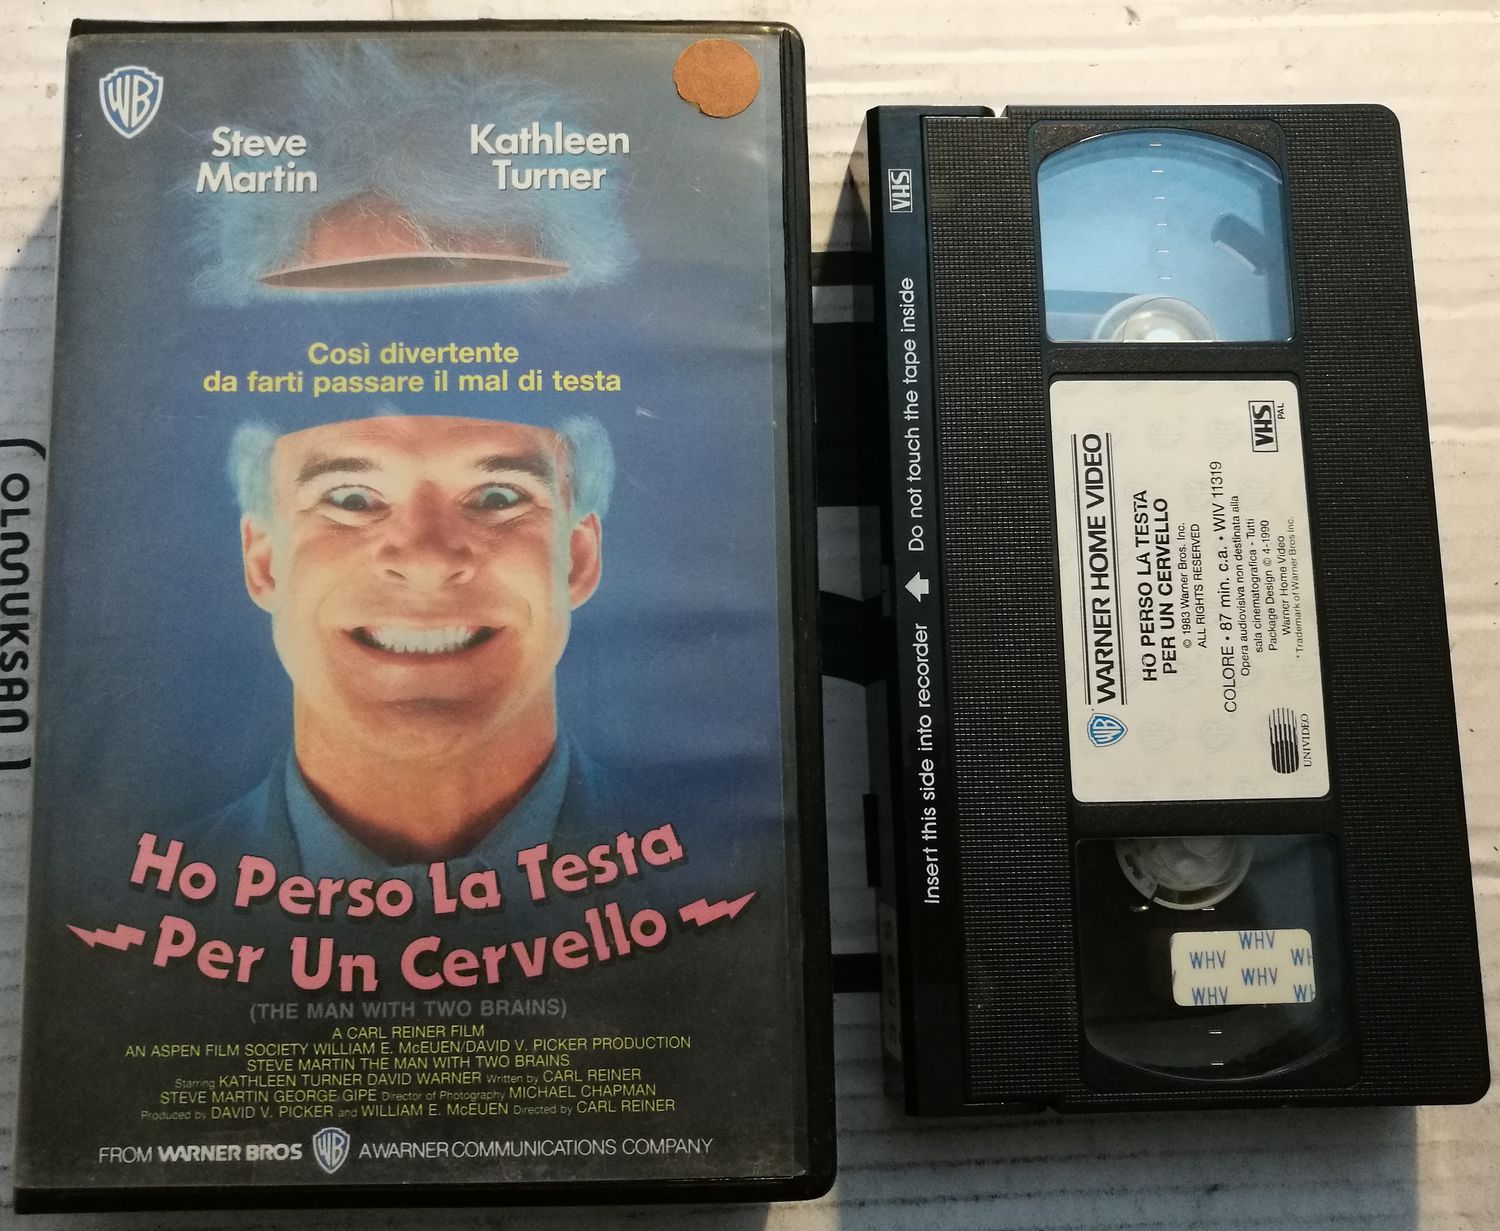 WB
Steve
Martin
Kathleen
Turner
Così divertente
da farti passare il mal di testa
Ho Perso La Testa
Per Un Cervello
(THE MAN WITH TWO BRAINS)
A CARL REINER FILM
AN ASPEN FILM SOCIETY WILLIAM E. McEUEN/DAVID V. PICKER PRODUCTION
STEVE MARTIN THE MAN WITH TWO BRAINS
Starring KATHLEEN TURNER DAVID WARNER Written by CARL REINER
STEVE MARTIN GEORGE GIPE Director of Photography MICHAEL CHAPMAN
Produced by DAVID V. PICKER and WILLIAM E. McEUEN Directed by CARL REINER
FROM WARNER BROS WB A WARNER COMMUNICATIONS COMPANY
OLMUKSAN
Insert this side into recorder Do not touch the tape inside
VHS
WB WARNER HOME VIDEO
HO PERSO LA TESTA
PER UN CERVELLO
© 1983 Warner Bros. Inc.
ALL RIGHTS RESERVED
COLORE • 87 min. c.a. • WIV 11319
Opera audiovisiva non destinata alla
sala cinematografica - Tutti
Package Design © 4-1990
Warner Home Video
*Trademark of Warner Bros Inc.
VHS
PAL
UNIVIDEO
WHV
WHV WH
WHV
WHV WH